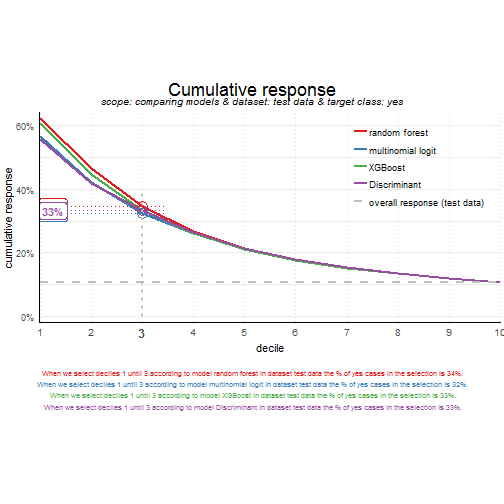 Cumulative response
scope: comparing models & dataset: test data & target class: yes
cumulative response
60%
40%
20%
0%
33%
random forest
multinomial logit
XGBoost
Discriminant
overall response (test data)
1 2 3 4 5 6 7 8 9 10
decile
When we select deciles 1 until 3 according to model random forest in dataset test data the % of yes cases in the selection is 34%.
When we select deciles 1 until 3 according to model multinomial logit in dataset test data the % of yes cases in the selection is 32%.
When we select deciles 1 until 3 according to model XGBoost in dataset test data the % of yes cases in the selection is 33%.
When we select deciles 1 until 3 according to model Discriminant in dataset test data the % of yes cases in the selection is 33%.